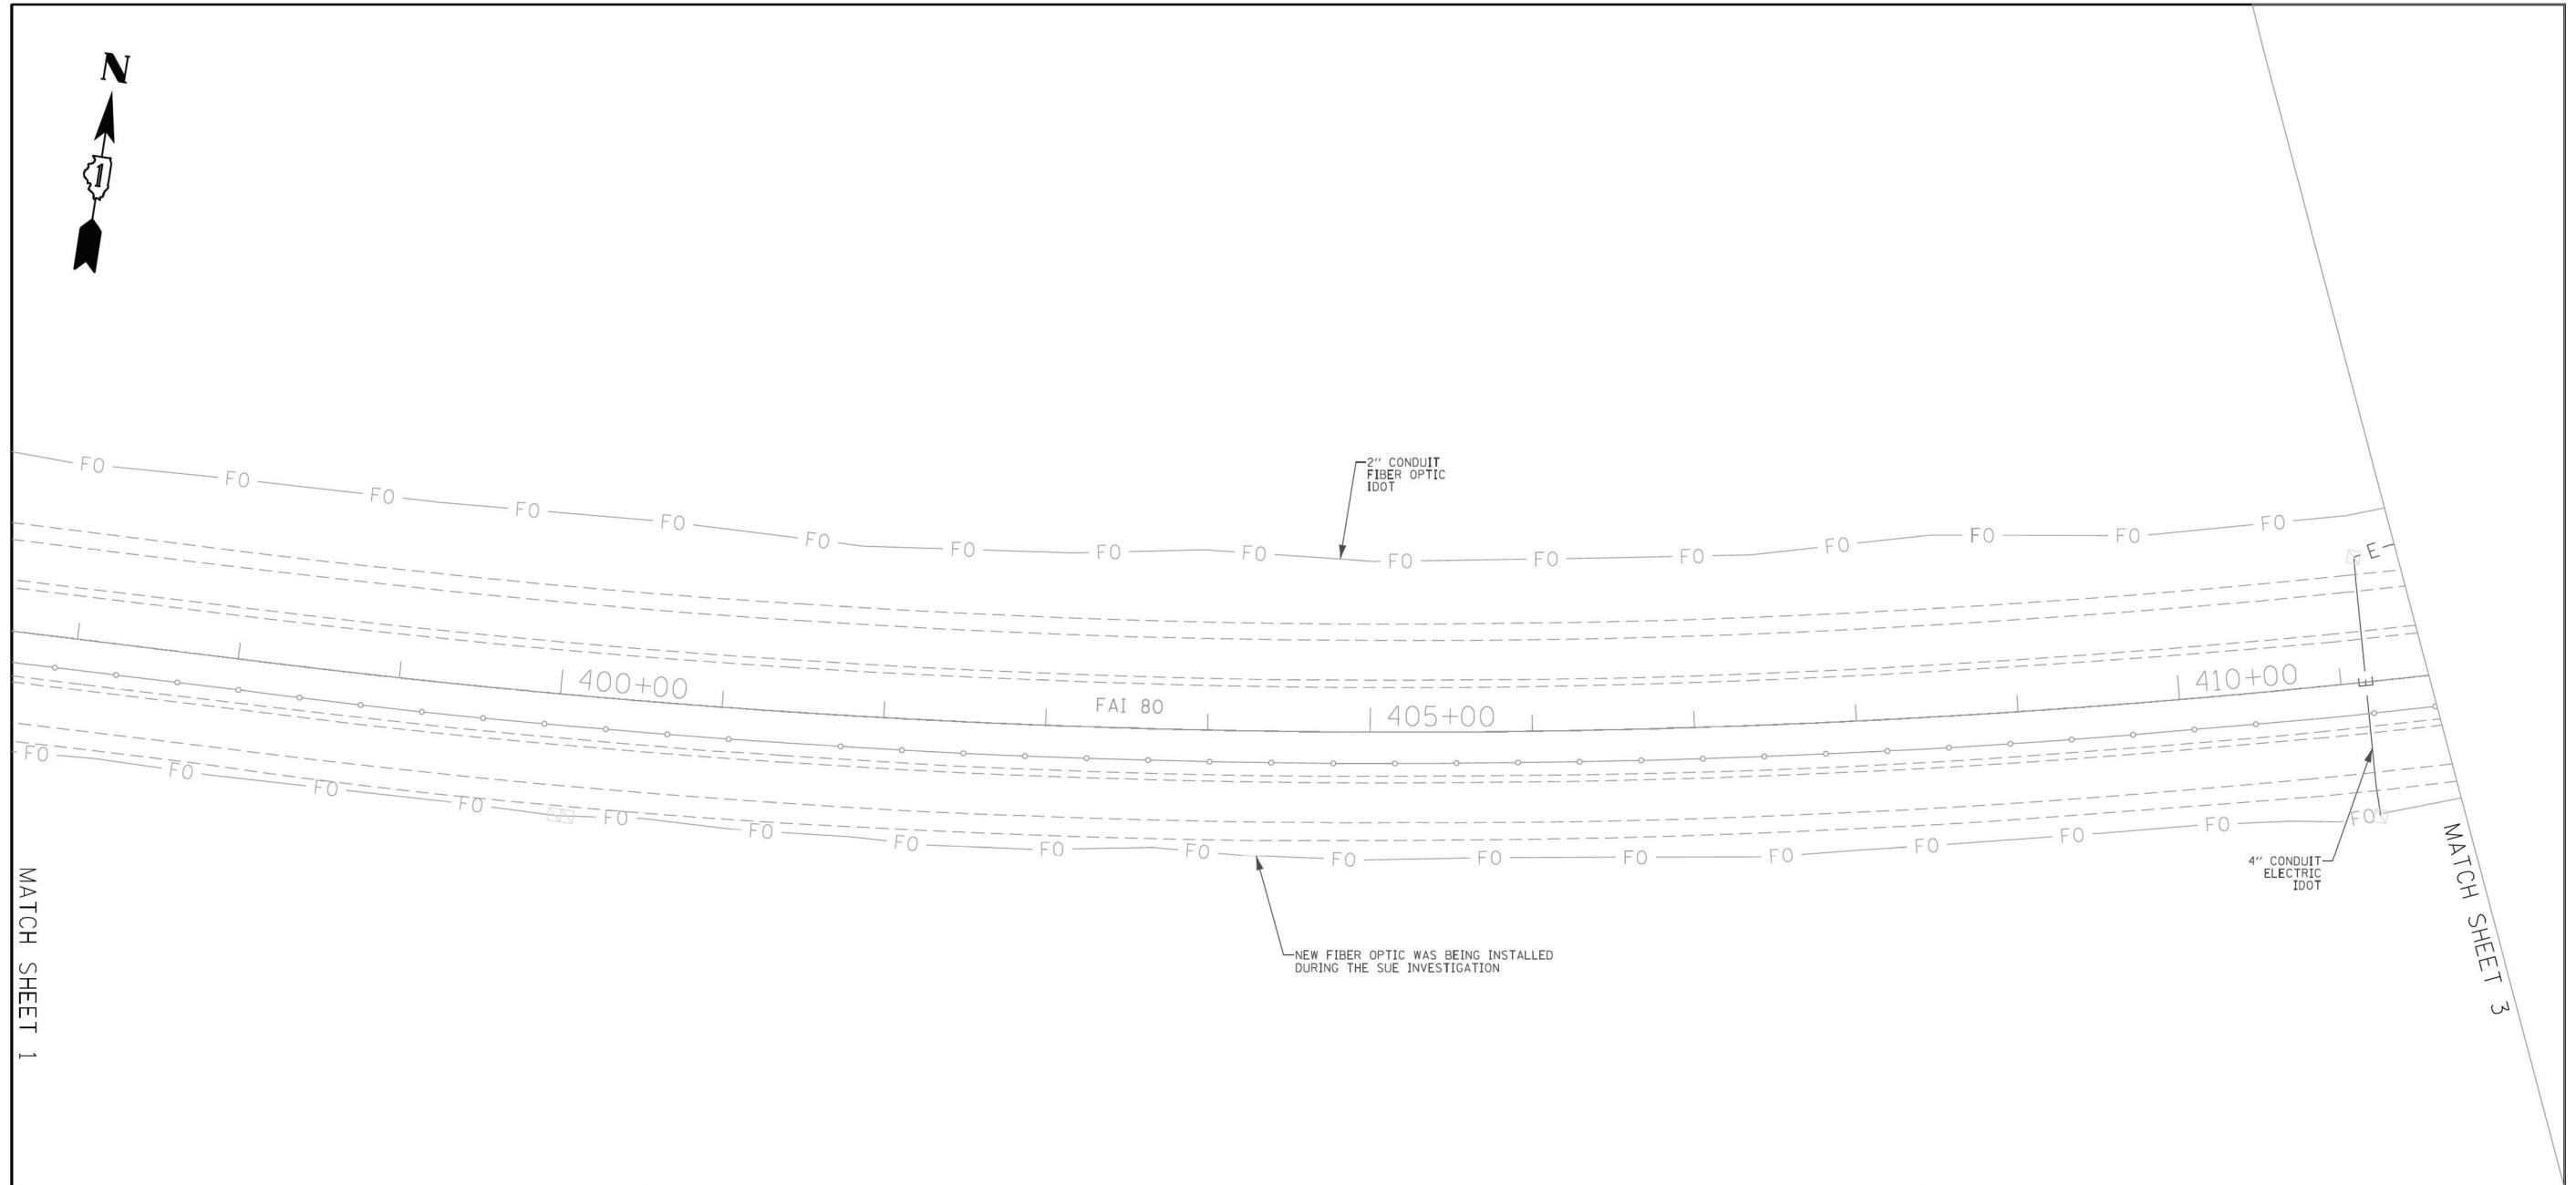 N
1
FO FO FO FO FO FO FO FO FO FO FO FO FO FO FO FO
2" CONDUIT
FIBER OPTIC
IDOT
E
E
400+00
FAI 80
405+00
410+00
FO FO FO FO FO FO FO FO FO FO FO FO FO FO FO FO FO
4" CONDUIT
ELECTRIC
IDOT
NEW FIBER OPTIC WAS BEING INSTALLED
DURING THE SUE INVESTIGATION
MATCH SHEET 1
MATCH SHEET 3